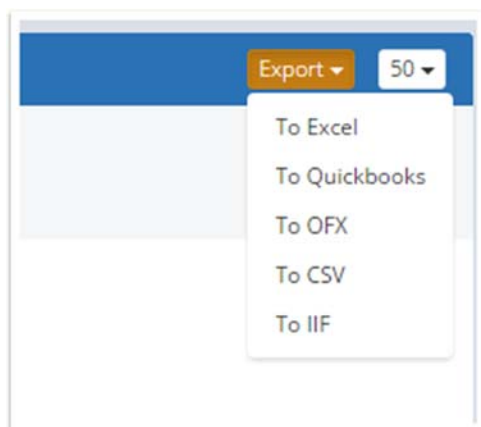 Export 50
To Excel
To Quickbooks
To OFX
To CSV
To IIF